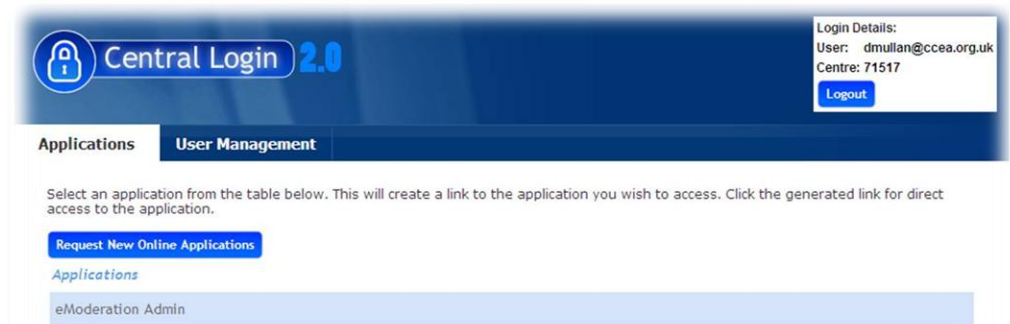 Central Login 2.0
Login Details:
User: dmullan@ccea.org.uk
Centre: 71517
Logout
Applications User Management
Select an application from the table below. This will create a link to the application you wish to access. Click the generated link for direct
access to the application.
Request New Online Applications
Applications
eModeration Admin